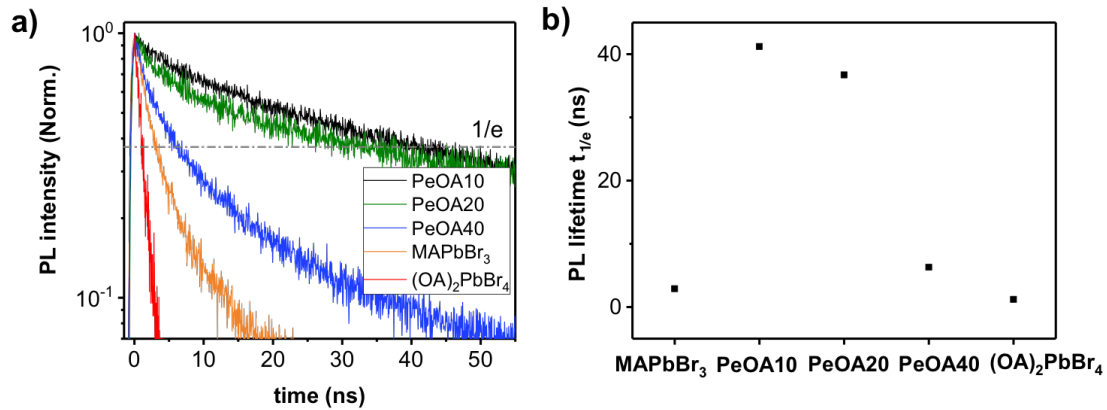 a)
PL intensity (Norm.)
10⁰
10⁻¹
1/e
PeOA10
PeOA20
PeOA40
MAPbBr₃
(OA)₂PbBr₄
0 10 20 30 40 50
time (ns)
b)
PL lifetime t₁/ₑ (ns)
40
20
0
MAPbBr₃ PeOA10 PeOA20 PeOA40 (OA)₂PbBr₄